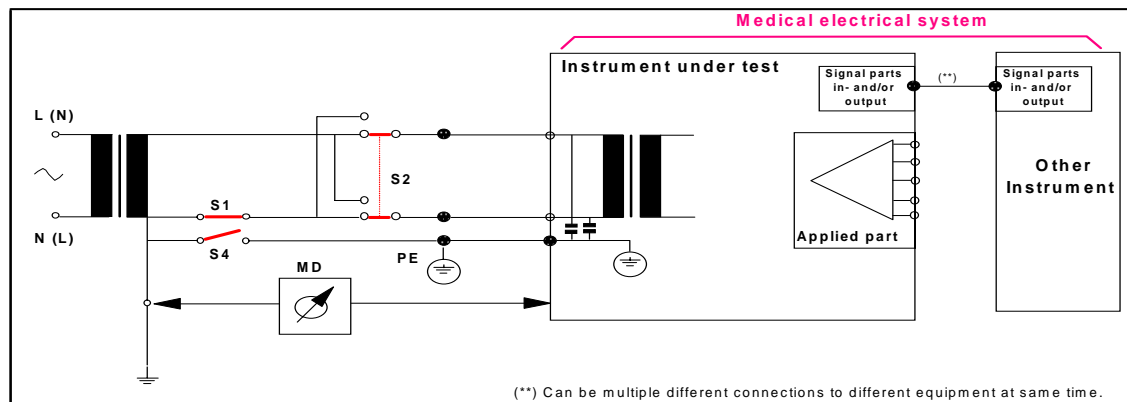 Medical electrical system
Instrument under test
Signal parts
in- and/or
output
(**)
Signal parts
in- and/or
output
L (N)
S2
Other
Instrument
S1
N (L)
S4
PE
Applied part
MD
(**) Can be multiple different connections to different equipment at same time.